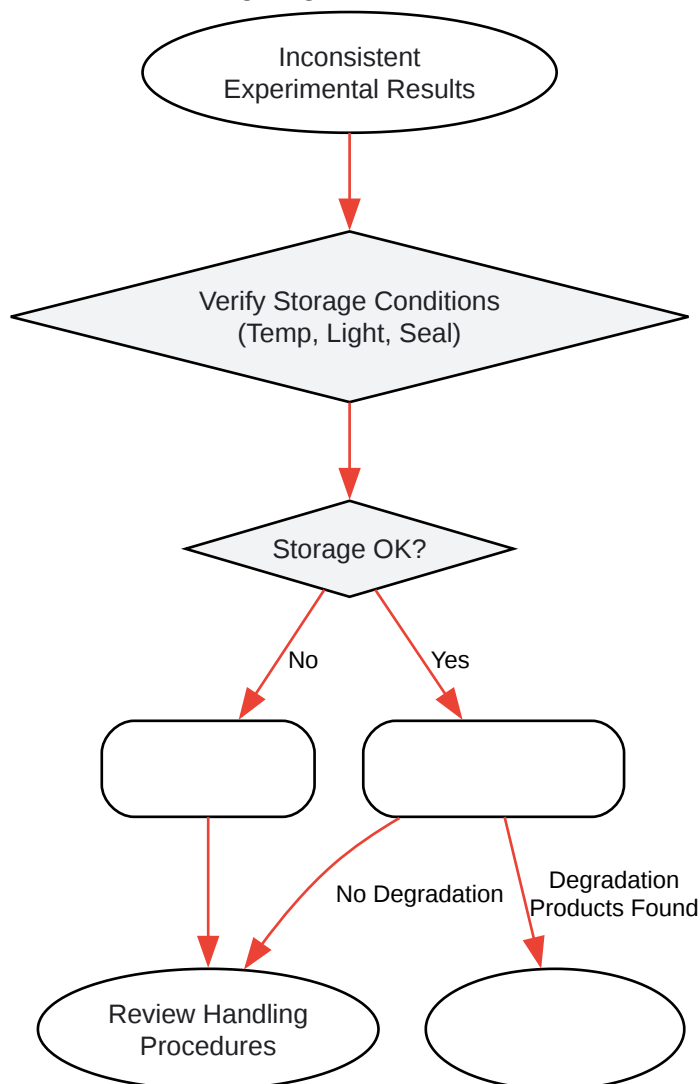 Inconsistent
Experimental Results
Verify Storage Conditions
(Temp, Light, Seal)
Storage OK?
No
Yes
No Degradation
Degradation
Products Found
Review Handling
Procedures